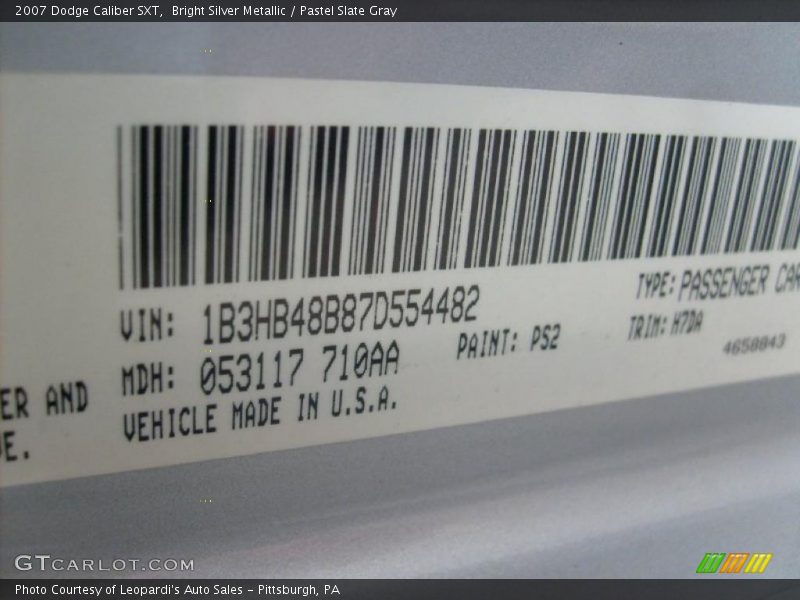 2007 Dodge Caliber SXT, Bright Silver Metallic / Pastel Slate Gray
VIN: 1B3HB48B87D554482
TYPE: PASSENGER CAR
MDH: 053117 710AA
PAINT: PS2
TRIM: H7DA
4658843
ER AND
VEHICLE MADE IN U.S.A.
E.
GTCARLOT.COM
Photo Courtesy of Leopardi's Auto Sales - Pittsburgh, PA